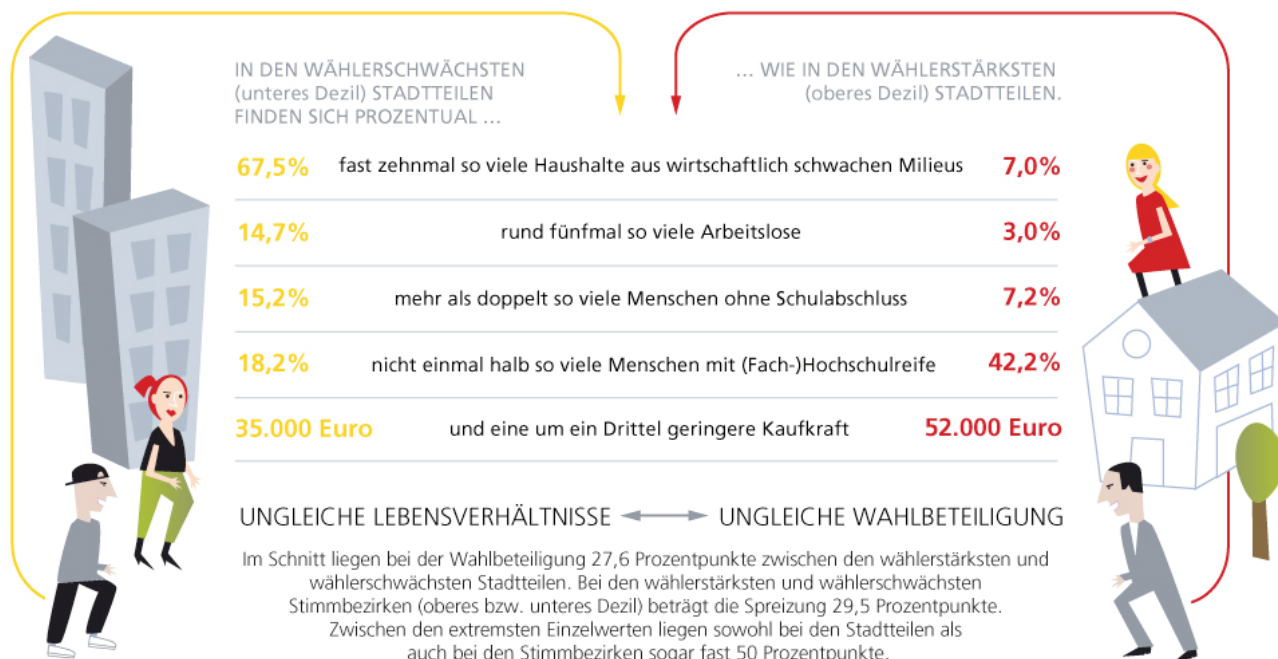 IN DEN WÄHLERSCHWÄCHSTEN
(unteres Dezil) STADTTEILEN
FINDEN SICH PROZENTUAL ...
... WIE IN DEN WÄHLERSTÄRKSTEN
(oberes Dezil) STADTTEILEN.
67,5% fast zehnmal so viele Haushalte aus wirtschaftlich schwachen Milieus 7,0%
14,7% rund fünfmal so viele Arbeitslose 3,0%
15,2% mehr als doppelt so viele Menschen ohne Schulabschluss 7,2%
18,2% nicht einmal halb so viele Menschen mit (Fach-)Hochschulreife 42,2%
35.000 Euro und eine um ein Drittel geringere Kaufkraft 52.000 Euro
UNGLEICHE LEBENSVERHÄLTNISSE UNGLEICHE WAHLBETEILIGUNG
Im Schnitt liegen bei der Wahlbeteiligung 27,6 Prozentpunkte zwischen den wählerstärksten und
wählerschwächsten Stadtteilen. Bei den wählerstärksten und wählerschwächsten
Stimmbezirken (oberes bzw. unteres Dezil) beträgt die Spreizung 29,5 Prozentpunkte.
Zwischen den extremsten Einzelwerten liegen sowohl bei den Stadtteilen als
auch bei den Stimmbezirken sogar fast 50 Prozentpunkte.